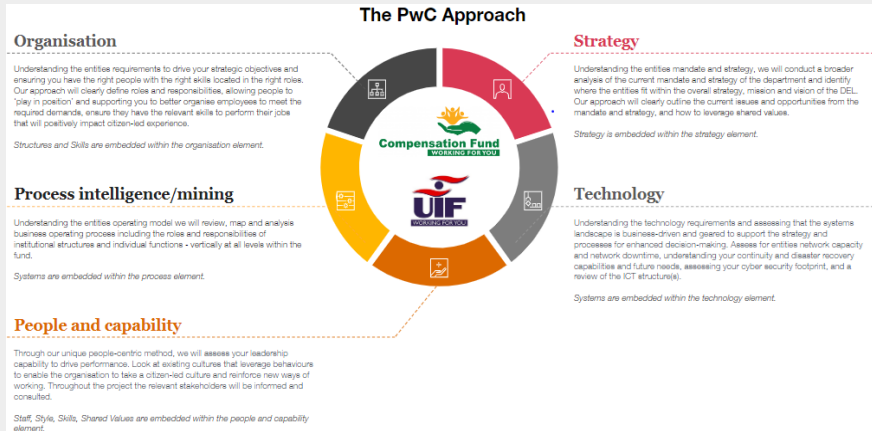 The PwC Approach
Organisation
Understanding the entities requirements to drive your strategic objectives and
ensuring you have the right people with the right skills located in the right roles.
Our approach will clearly define roles and responsibilities, allowing people to
'play in position' and supporting you to better organise employees to meet the
required demands, ensure they have the relevant skills to perform their jobs
that will positively impact citizen-led experience.
Structures and Skills are embedded within the organisation element.
Process intelligence/mining
Understanding the entities operating model we will review, map and analysis
business operating process including the roles and responsibilities of
institutional structures and individual functions - vertically at all levels within the
fund.
Systems are embedded within the process element.
People and capability
Through our unique people-centric method, we will assess your leadership
capability to drive performance. Look at existing cultures that leverage behaviours
to enable the organisation to take a citizen-led culture and reinforce new ways of
working. Throughout the project the relevant stakeholders will be informed and
consulted.
Staff, Style, Skills, Shared Values are embedded within the people and capability
element.
Compensation Fund
WORKING FOR YOU
UIF
WORKING FOR YOU
Strategy
Understanding the entities mandate and strategy, we will conduct a broader
analysis of the current mandate and strategy of the department and identify
where the entities fit within the overall strategy, mission and vision of the DEL.
Our approach will clearly outline the current issues and opportunities from the
mandate and strategy, and how to leverage shared values.
Strategy is embedded within the strategy element.
Technology
Understanding the technology requirements and assessing that the systems
landscape is business-driven and geared to support the strategy and
processes for enhanced decision-making. Assess for entities network capacity
and network downtime, understanding your continuity and disaster recovery
capabilities and future needs, assessing your cyber security footprint, and a
review of the ICT structure(s).
Systems are embedded within the technology element.